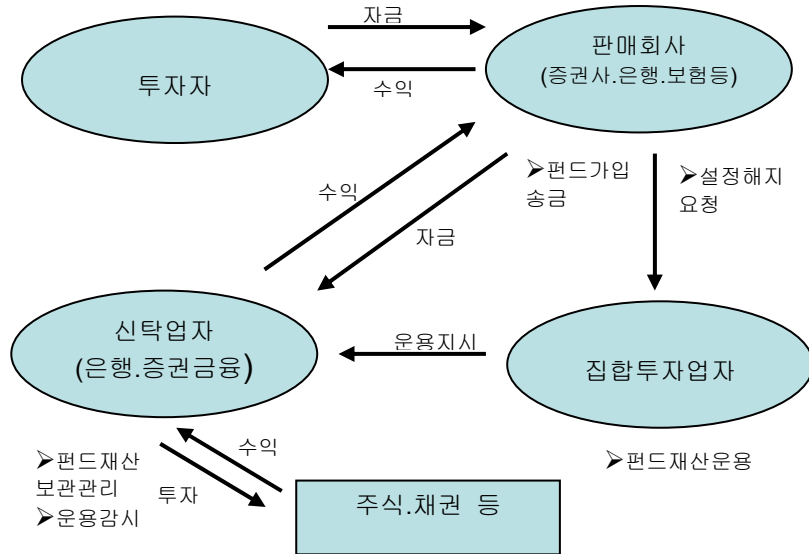 자금
투자자
판매회사
(증권사.은행.보험등)
수익
수익
자금
➢펀드가입
송금
➢설정해지
요청
신탁업자
(은행.증권금융)
운용지시
집합투자업자
➢펀드재산
보관관리
➢운용감시
수익
투자
➢펀드재산운용
주식.채권 등